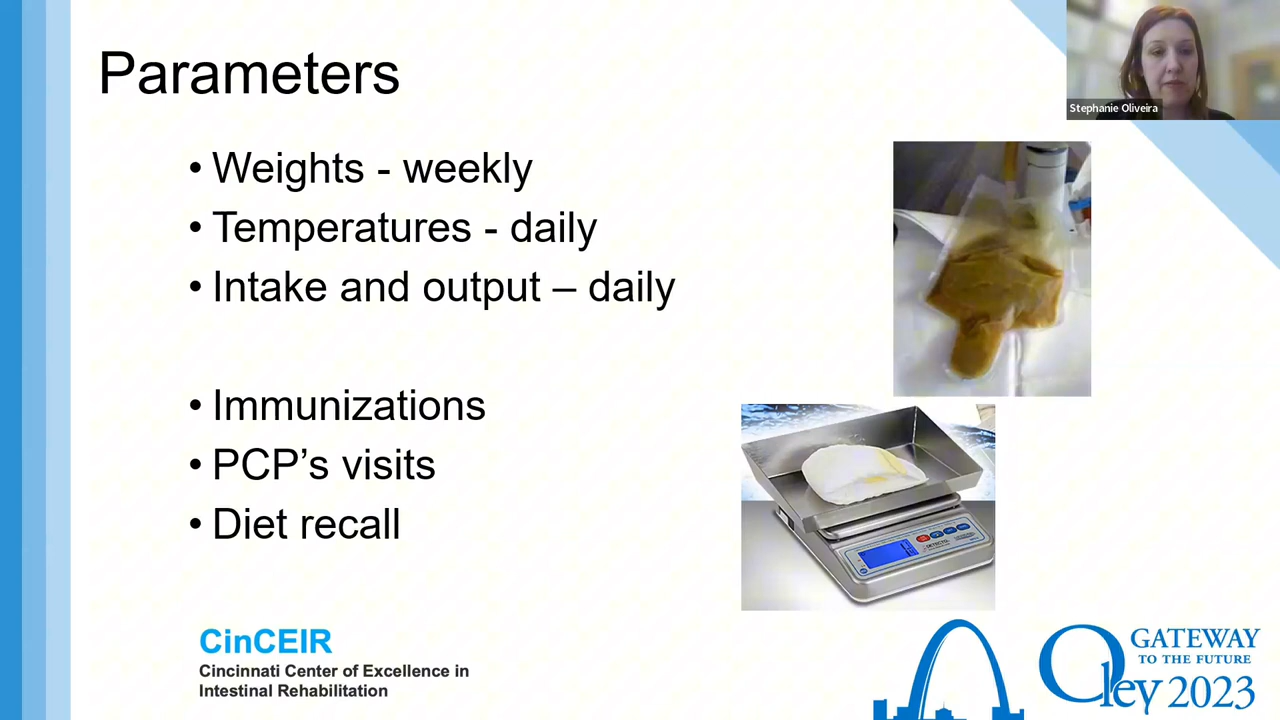 Parameters
Stephanie Oliveira
• Weights - weekly
• Temperatures - daily
• Intake and output – daily
• Immunizations
• PCP’s visits
• Diet recall
CinCEIR
Cincinnati Center of Excellence in
Intestinal Rehabilitation
GATEWAY
TO THE FUTURE
Oley 2023